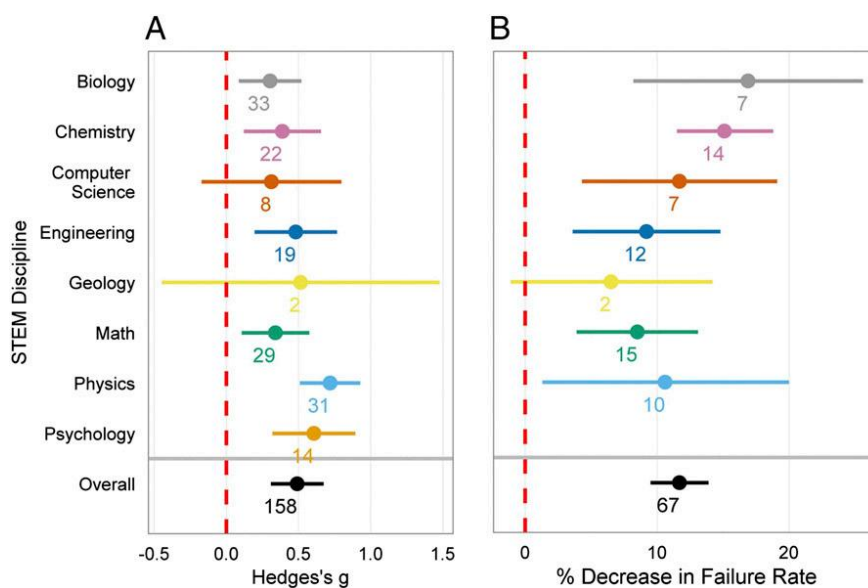 A
B
STEM Discipline
Biology
33
7
Chemistry
22
14
Computer
Science
8
7
Engineering
19
12
Geology
2
2
Math
29
15
Physics
31
10
Psychology
14
Overall
158
67
-0.5 0.0 0.5 1.0 1.5
0 10 20
Hedges's g
% Decrease in Failure Rate